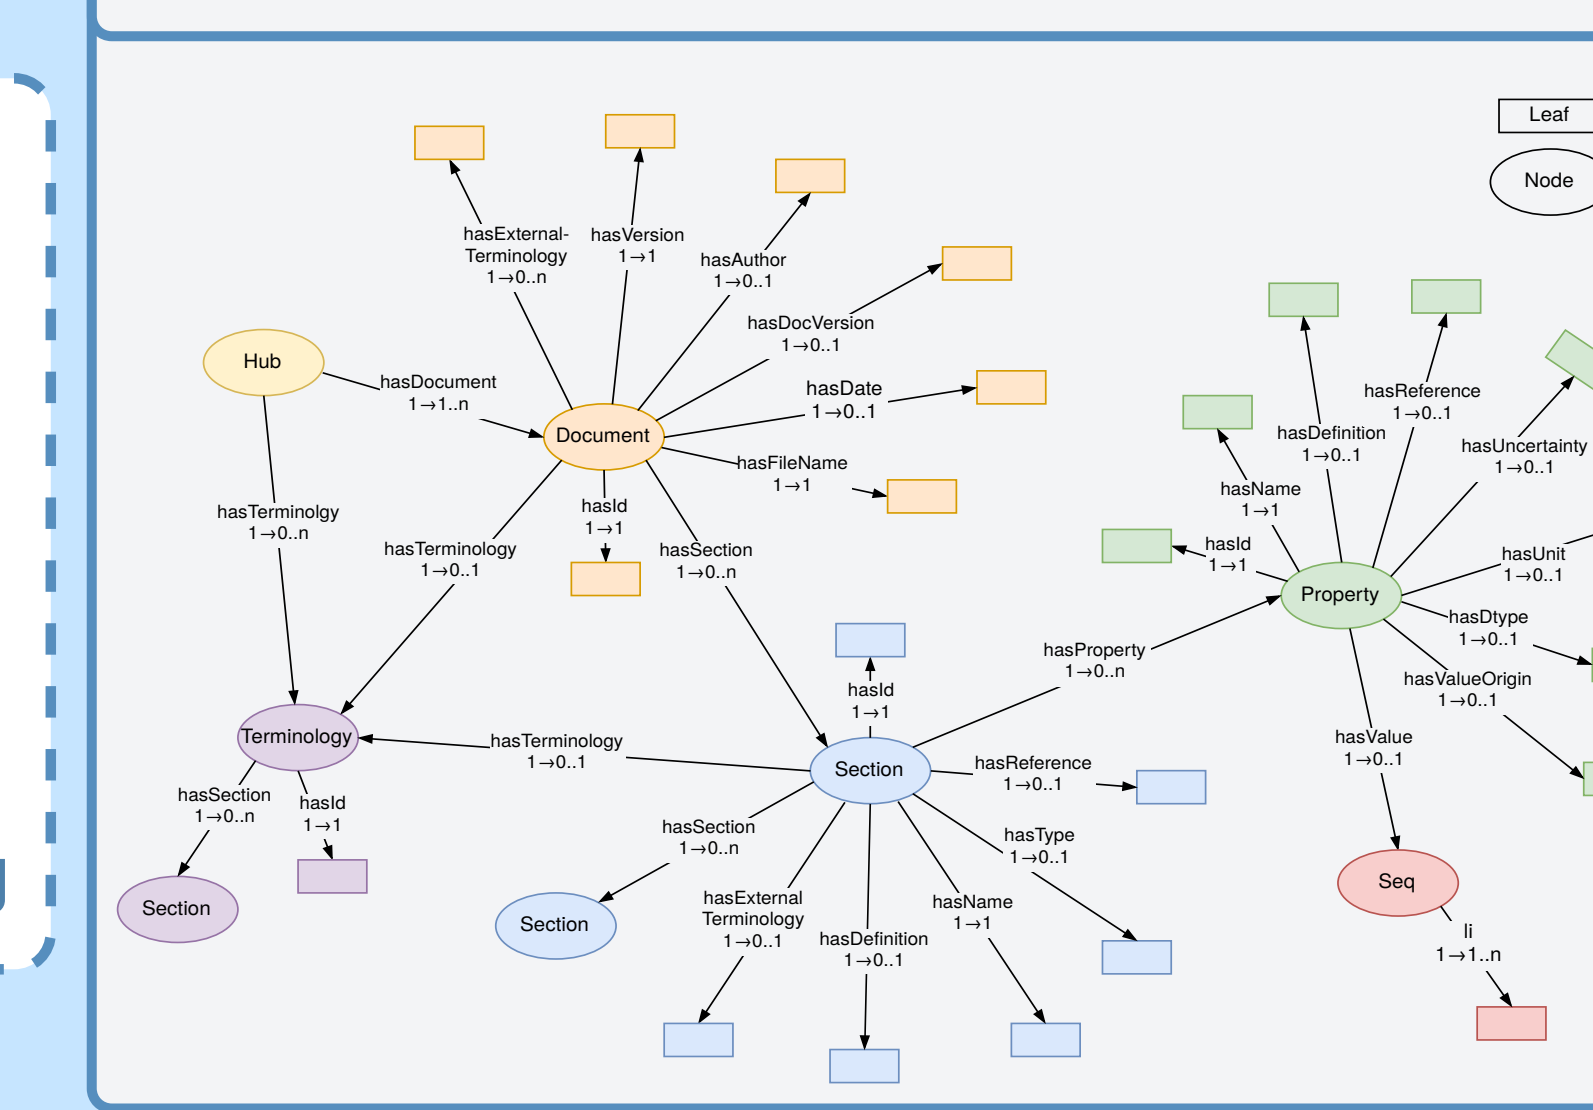 Leaf
Node
hasExternal-
Terminology
1→0..n
hasVersion
1→1
hasAuthor
1→0..1
hasDocVersion
1→0..1
Hub
hasDocument
1→1..n
hasDate
1→0..1
Document
hasFileName
1→1
hasId
1→1
hasTerminolgy
1→0..n
hasTerminology
1→0..1
hasSection
1→0..n
hasReference
1→0..1
hasDefinition
1→0..1
hasUncertainty
1→0..1
hasName
1→1
hasId
1→1
hasUnit
1→0..1
Property
hasDtype
1→0..1
hasProperty
1→0..n
hasValueOrigin
1→0..1
hasValue
1→0..1
hasId
1→1
Terminology
hasTerminology
1→0..1
Section
hasReference
1→0..1
hasSection
1→0..n
hasId
1→1
Section
hasSection
1→0..n
Section
hasExternal
Terminology
1→0..1
hasDefinition
1→0..1
hasName
1→1
hasType
1→0..1
Seq
li
1→1..n